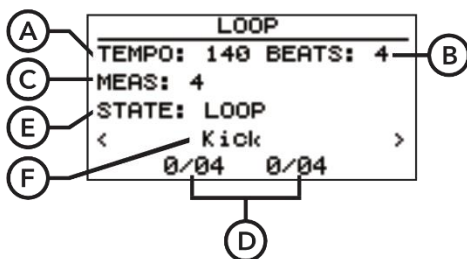 LOOP
A TEMPO: 140 BEATS: 4 B
C MEAS: 4
E STATE: LOOP
< Kick >
F
0/04 0/04
D